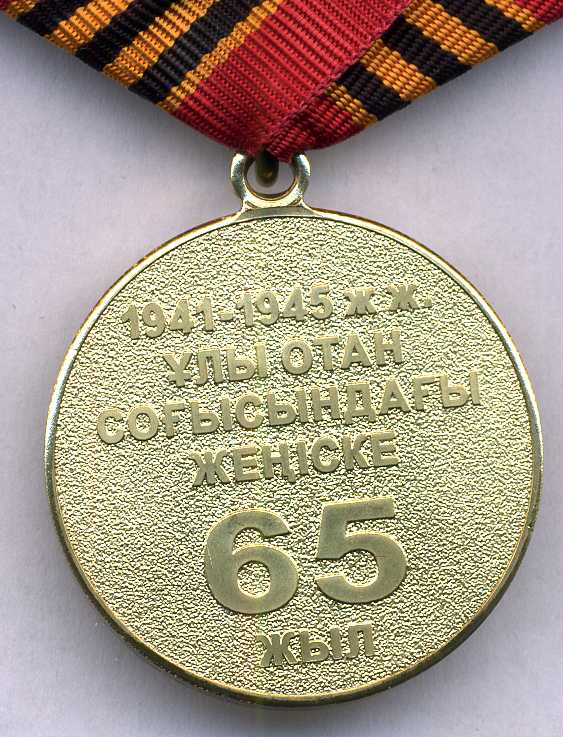 1941-1945 ж ж.
ҰЛЫ ОТАН
СОҒЫСЫНДАҒЫ
ЖЕҢІСКЕ
65
ЖЫЛ